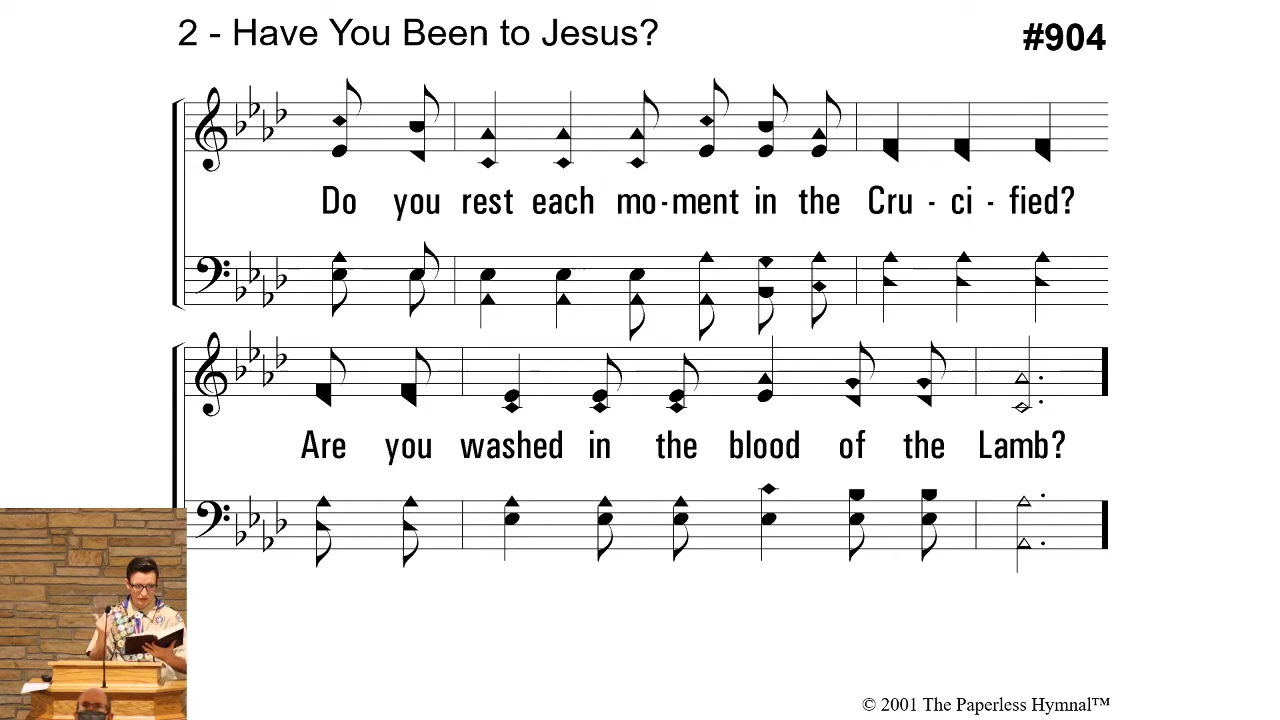 2 - Have You Been to Jesus?
#904
Do you rest each mo-ment in the Cru - ci - fied?
Are you washed in the blood of the Lamb?
© 2001 The Paperless Hymnal™